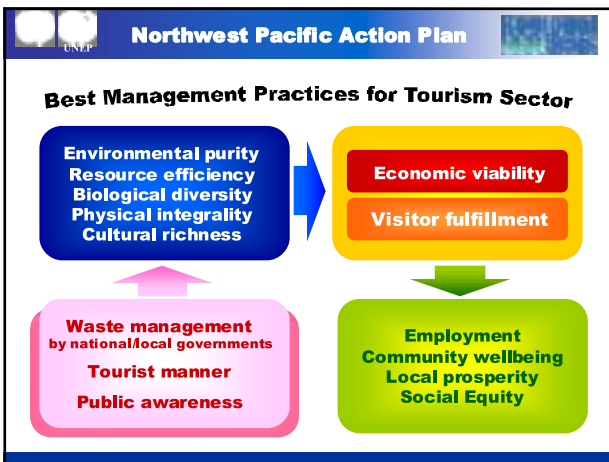 UNEP
Northwest Pacific Action Plan
Best Management Practices for Tourism Sector
Environmental purity
Resource efficiency
Biological diversity
Physical integrality
Cultural richness
Economic viability
Visitor fulfillment
Waste management
by national/local governments
Tourist manner
Public awareness
Employment
Community wellbeing
Local prosperity
Social Equity